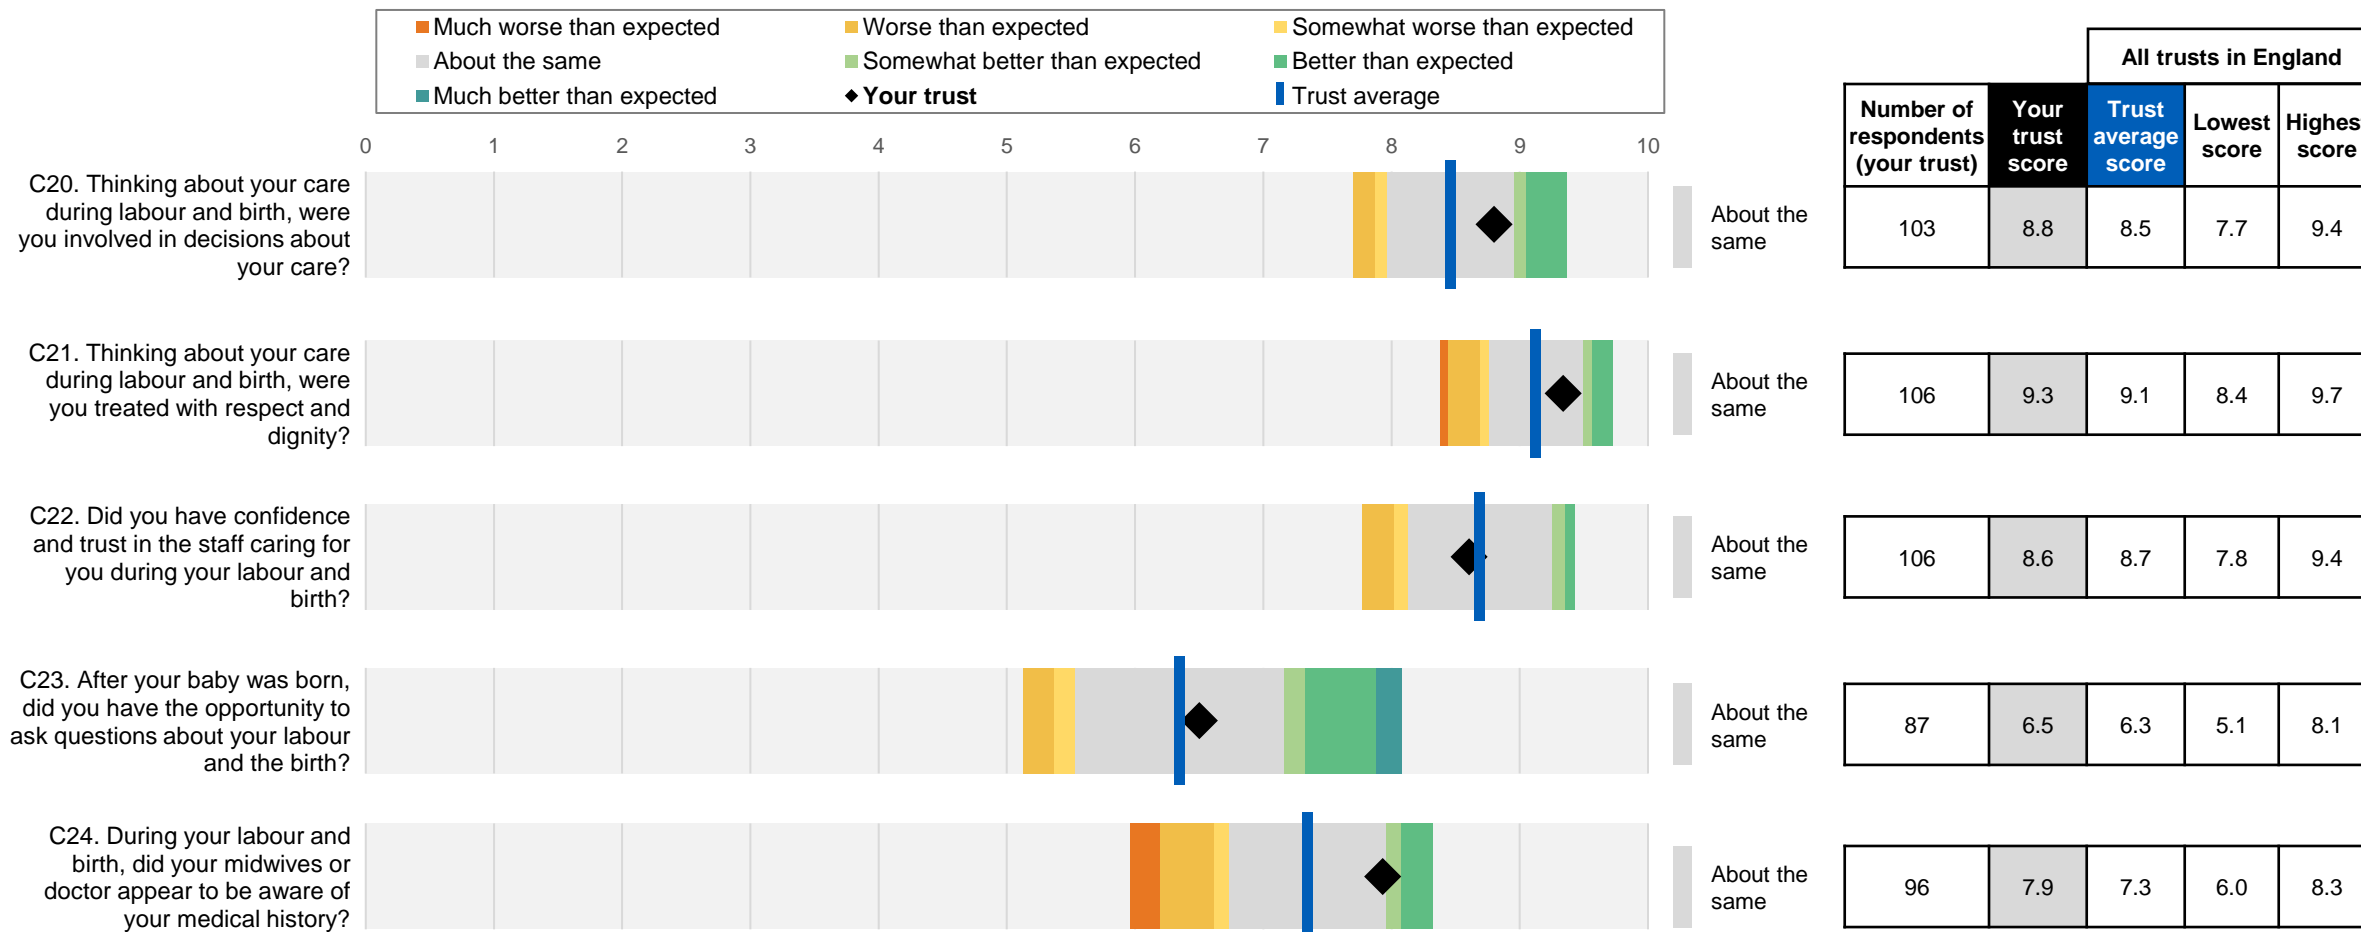 Much worse than expected
Worse than expected
Somewhat worse than expected
About the same
Somewhat better than expected
Better than expected
Much better than expected
Your trust
Trust average
All trusts in England
Number of
respondents
(your trust)
Your
trust
score
Trust
average
score
Lowest
score
Highest
score
0 1 2 3 4 5 6 7 8 9 10
C20. Thinking about your care
during labour and birth, were
you involved in decisions about
your care?
About the
same
103 8.8 8.5 7.7 9.4
C21. Thinking about your care
during labour and birth, were
you treated with respect and
dignity?
About the
same
106 9.3 9.1 8.4 9.7
C22. Did you have confidence
and trust in the staff caring for
you during your labour and
birth?
About the
same
106 8.6 8.7 7.8 9.4
C23. After your baby was born,
did you have the opportunity to
ask questions about your labour
and the birth?
About the
same
87 6.5 6.3 5.1 8.1
C24. During your labour and
birth, did your midwives or
doctor appear to be aware of
your medical history?
About the
same
96 7.9 7.3 6.0 8.3